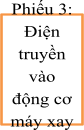 Phiếu 3:
Điện
truyền
vào
động cơ
máy xay